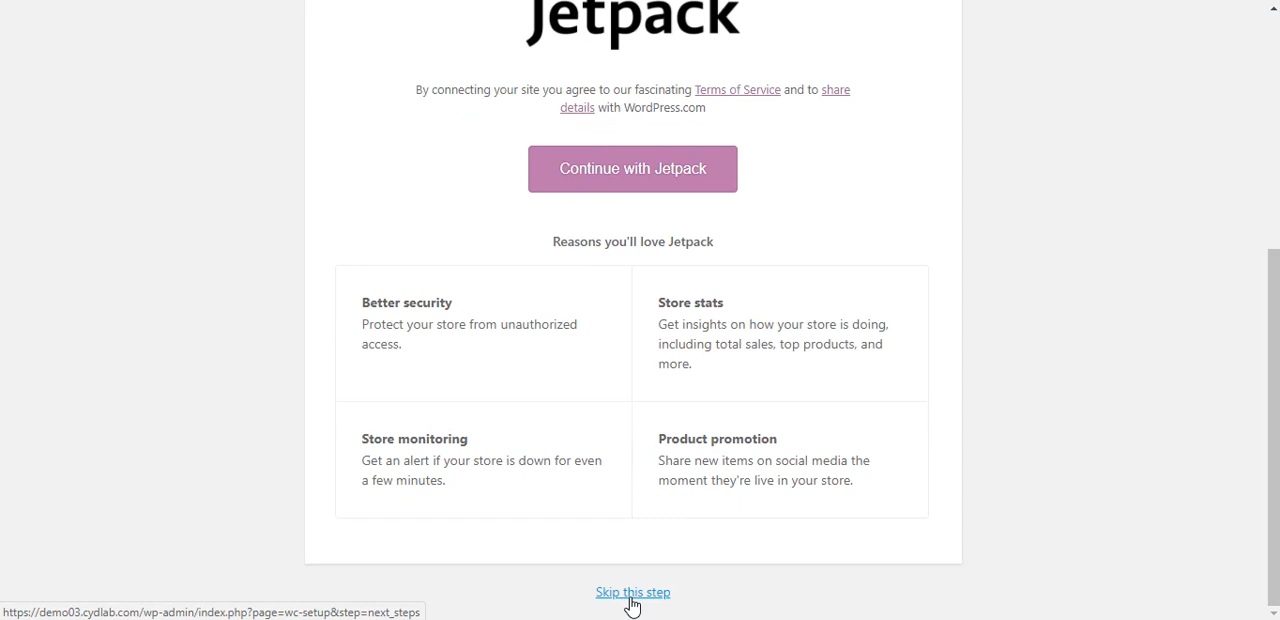 Jetpack
By connecting your site you agree to our fascinating Terms of Service and to share
details with WordPress.com
Continue with Jetpack
Reasons you'll love Jetpack
Better security
Protect your store from unauthorized
access.
Store stats
Get insights on how your store is doing,
including total sales, top products, and
more.
Store monitoring
Get an alert if your store is down for even
a few minutes.
Product promotion
Share new items on social media the
moment they're live in your store.
Skip this step
https://demo03.cydlab.com/wp-admin/index.php?page=wc-setup&step=next_steps